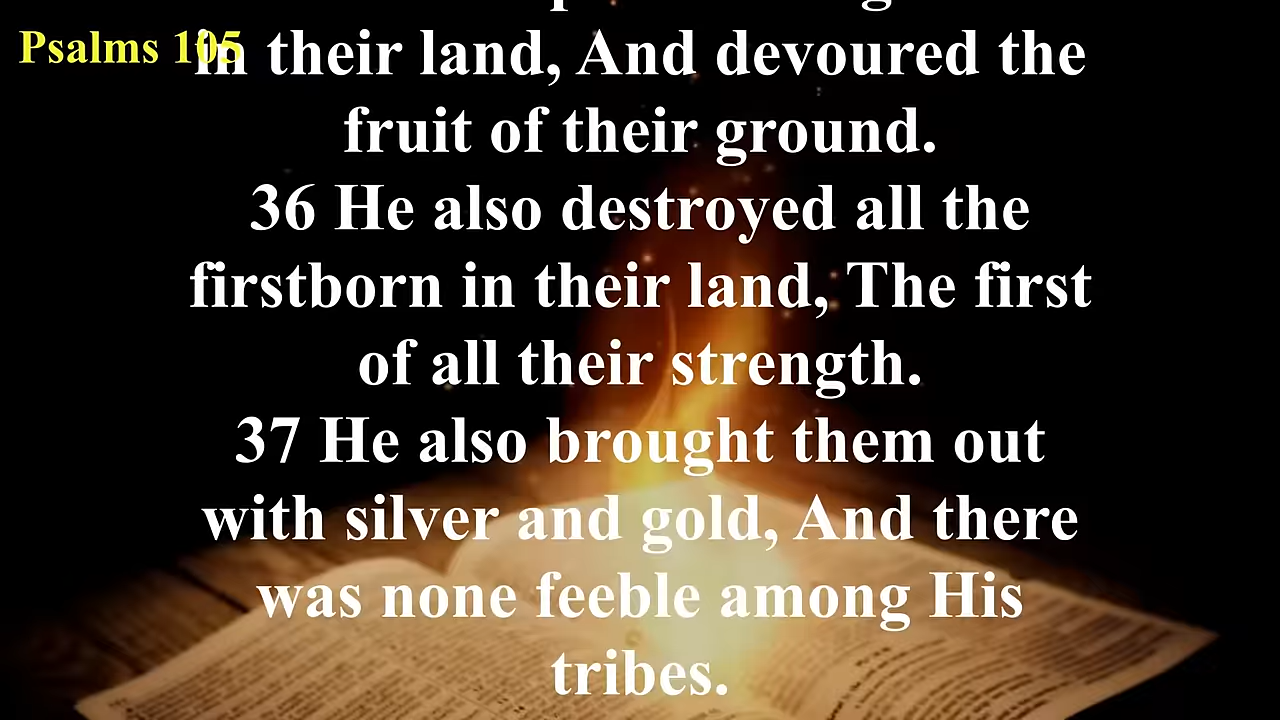 Psalms 105
in their land, And devoured the
fruit of their ground.
36 He also destroyed all the
firstborn in their land, The first
of all their strength.
37 He also brought them out
with silver and gold, And there
was none feeble among His
tribes.